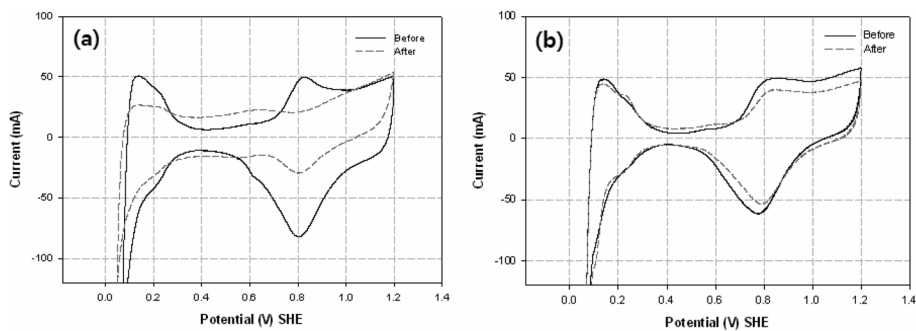 (a)
Before
After
100
50
0
-50
-100
Current (mA)
0.0 0.2 0.4 0.6 0.8 1.0 1.2 1.4
Potential (V) SHE
(b)
Before
After
100
50
0
-50
-100
Current (mA)
0.0 0.2 0.4 0.6 0.8 1.0 1.2 1.4
Potential (V) SHE